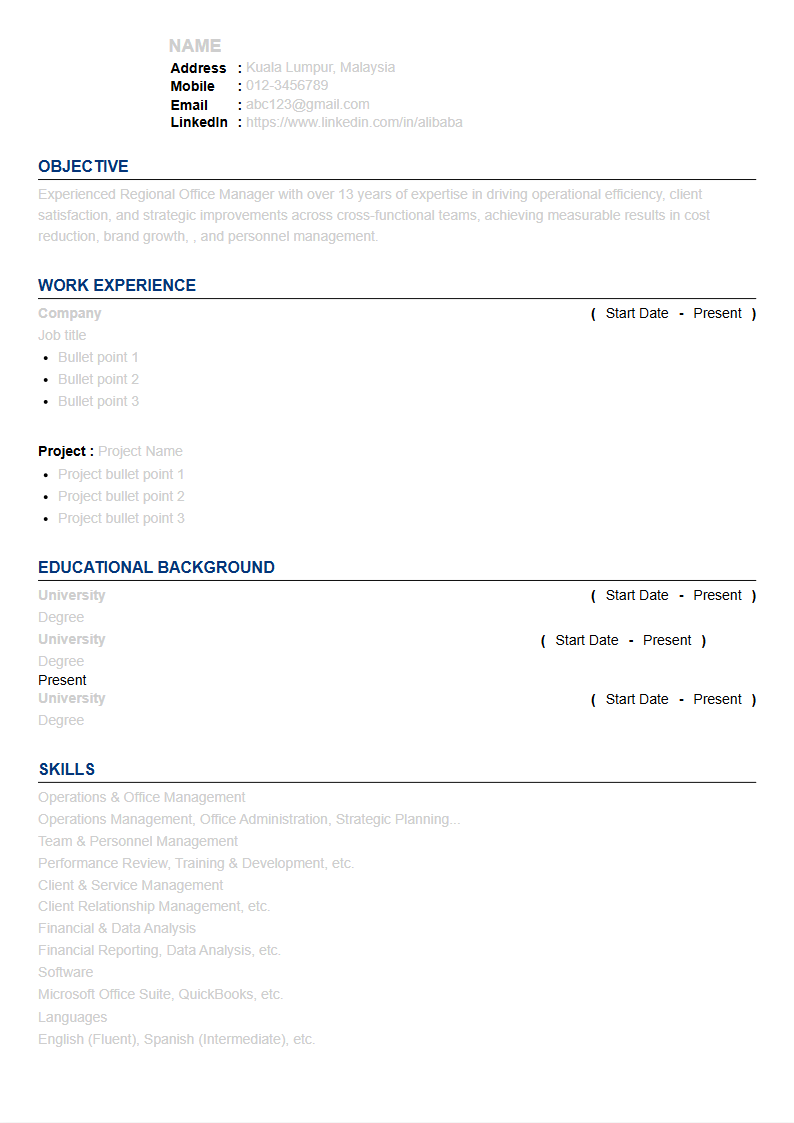 NAME
Address : Kuala Lumpur, Malaysia
Mobile : 012-3456789
Email : abc123@gmail.com
LinkedIn : https://www.linkedin.com/in/alibaba
OBJECTIVE
Experienced Regional Office Manager with over 13 years of expertise in driving operational efficiency, client
satisfaction, and strategic improvements across cross-functional teams, achieving measurable results in cost
reduction, brand growth, , and personnel management.
WORK EXPERIENCE
Company ( Start Date - Present )
Job title
• Bullet point 1
• Bullet point 2
• Bullet point 3
Project : Project Name
• Project bullet point 1
• Project bullet point 2
• Project bullet point 3
EDUCATIONAL BACKGROUND
University ( Start Date - Present )
Degree
University ( Start Date - Present )
Degree
Present
University ( Start Date - Present )
Degree
SKILLS
Operations & Office Management
Operations Management, Office Administration, Strategic Planning...
Team & Personnel Management
Performance Review, Training & Development, etc.
Client & Service Management
Client Relationship Management, etc.
Financial & Data Analysis
Financial Reporting, Data Analysis, etc.
Software
Microsoft Office Suite, QuickBooks, etc.
Languages
English (Fluent), Spanish (Intermediate), etc.